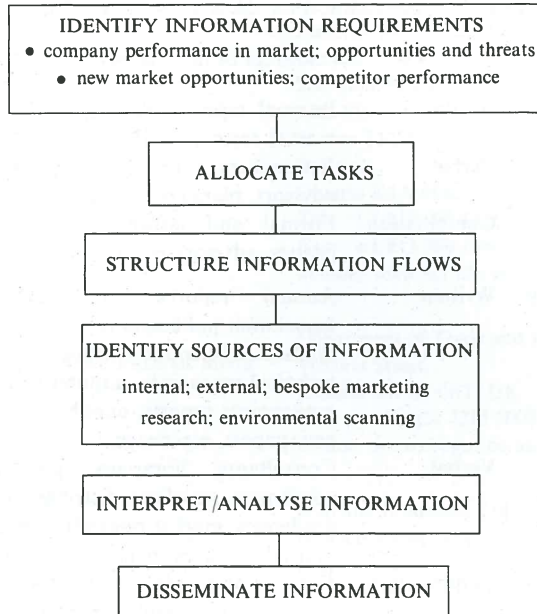 IDENTIFY INFORMATION REQUIREMENTS
• company performance in market; opportunities and threats
• new market opportunities; competitor performance
ALLOCATE TASKS
STRUCTURE INFORMATION FLOWS
IDENTIFY SOURCES OF INFORMATION
internal; external; bespoke marketing
research; environmental scanning
INTERPRET/ANALYSE INFORMATION
DISSEMINATE INFORMATION